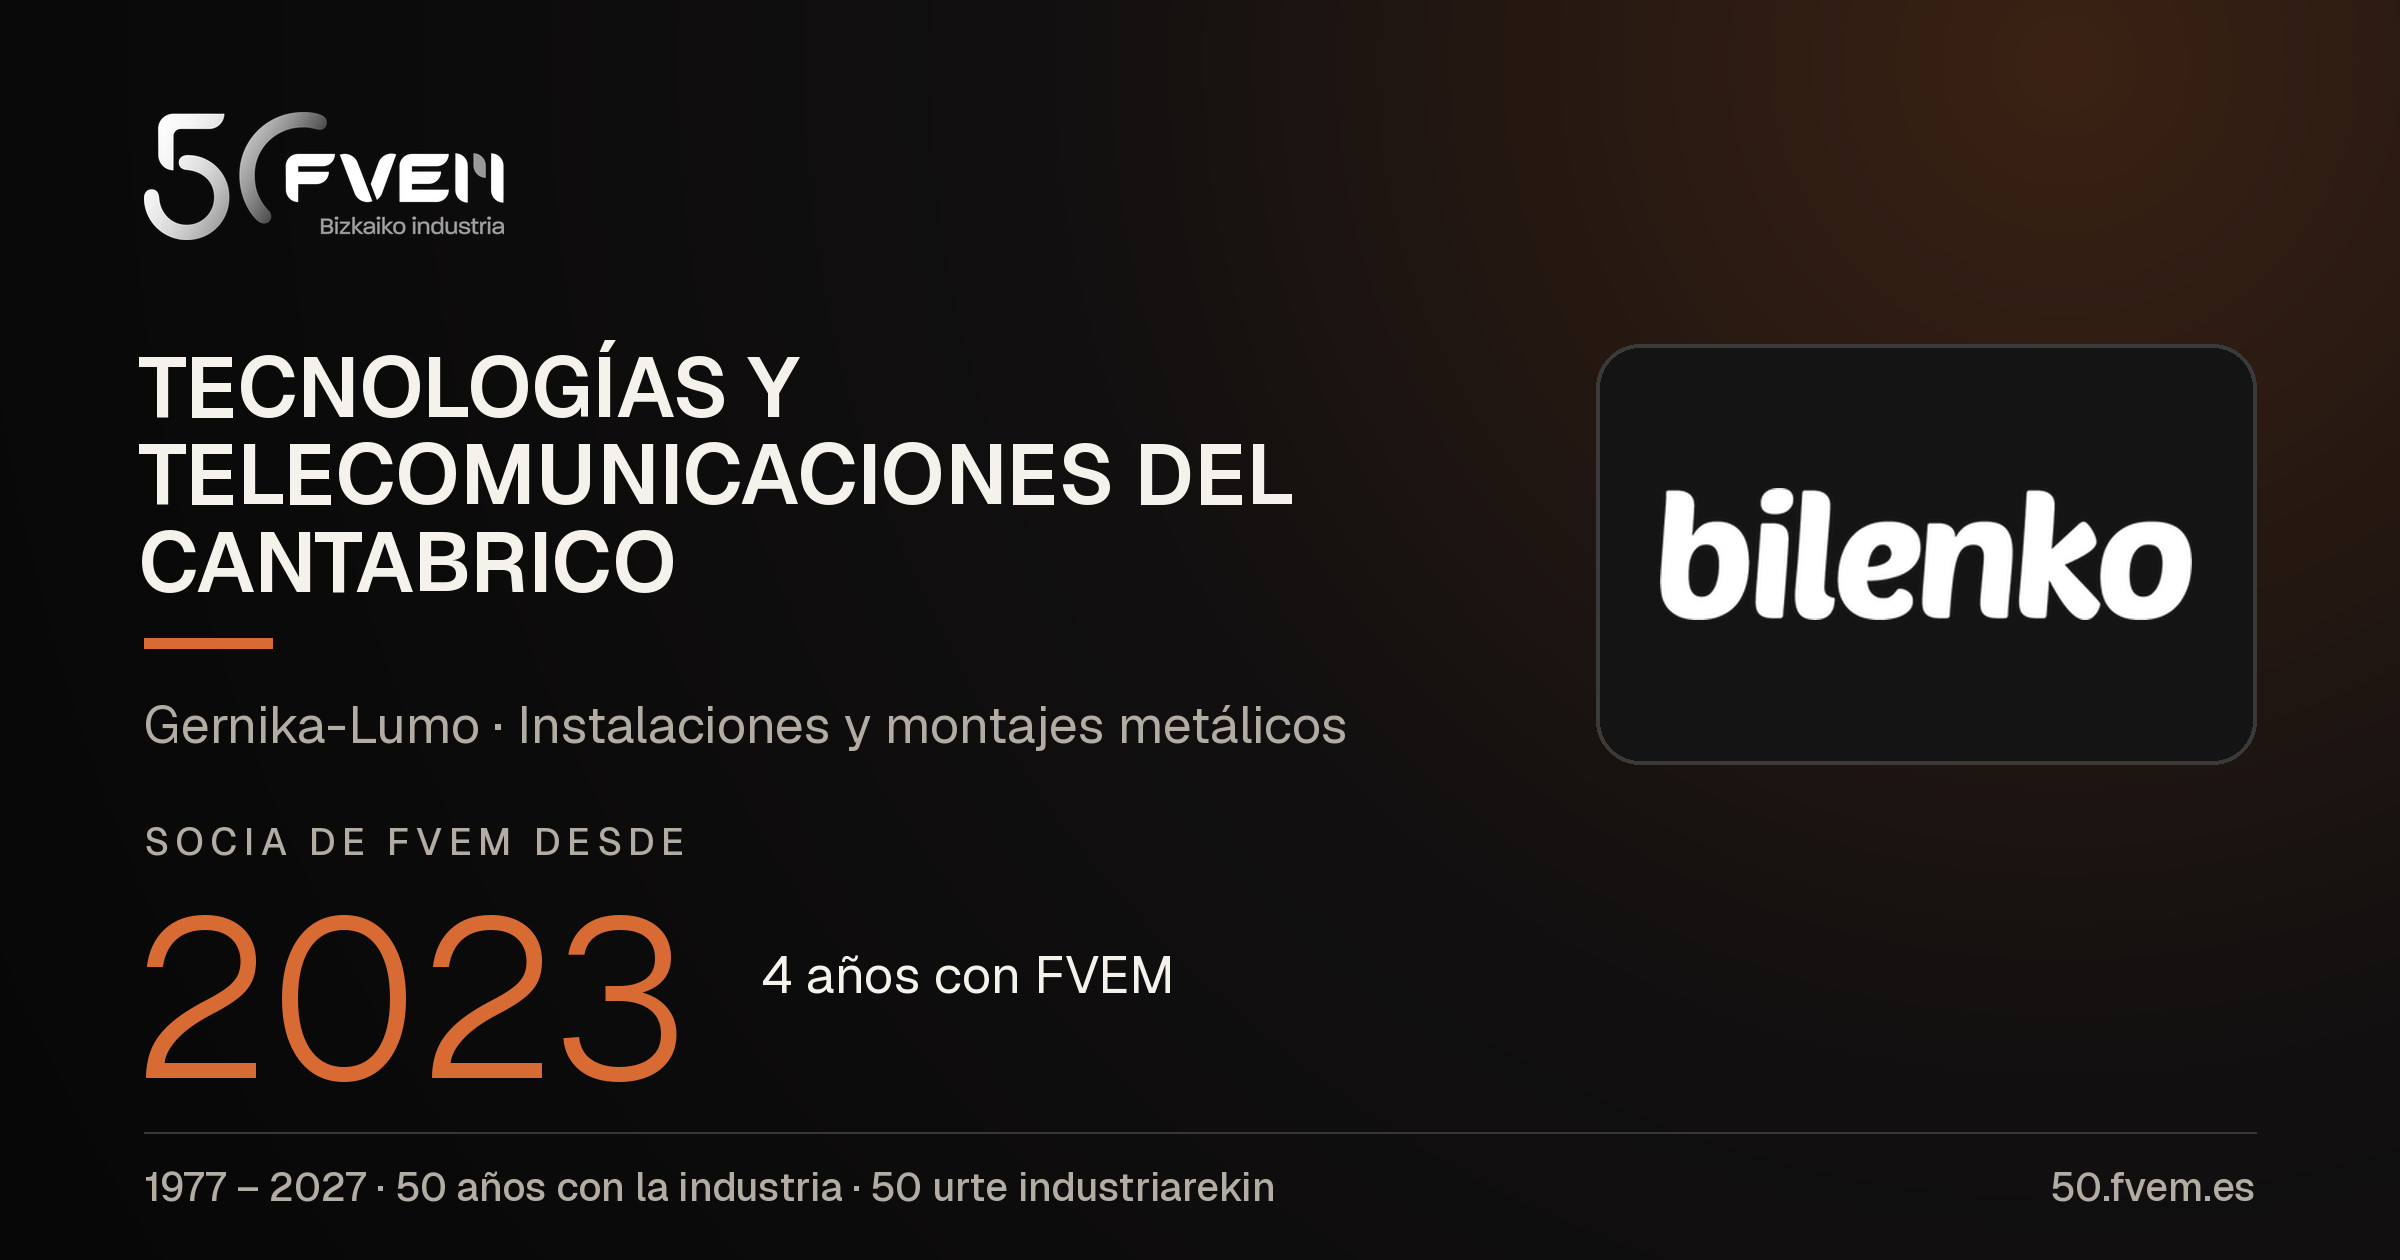 50 FVEM
Bizkaiko industria
TECNOLOGÍAS Y
TELECOMUNICACIONES DEL
CANTABRICO
bilenko
Gernika-Lumo · Instalaciones y montajes metálicos
SOCIA DE FVEM DESDE
2023
4 años con FVEM
1977 – 2027 · 50 años con la industria · 50 urte industriarekin
50.fvem.es